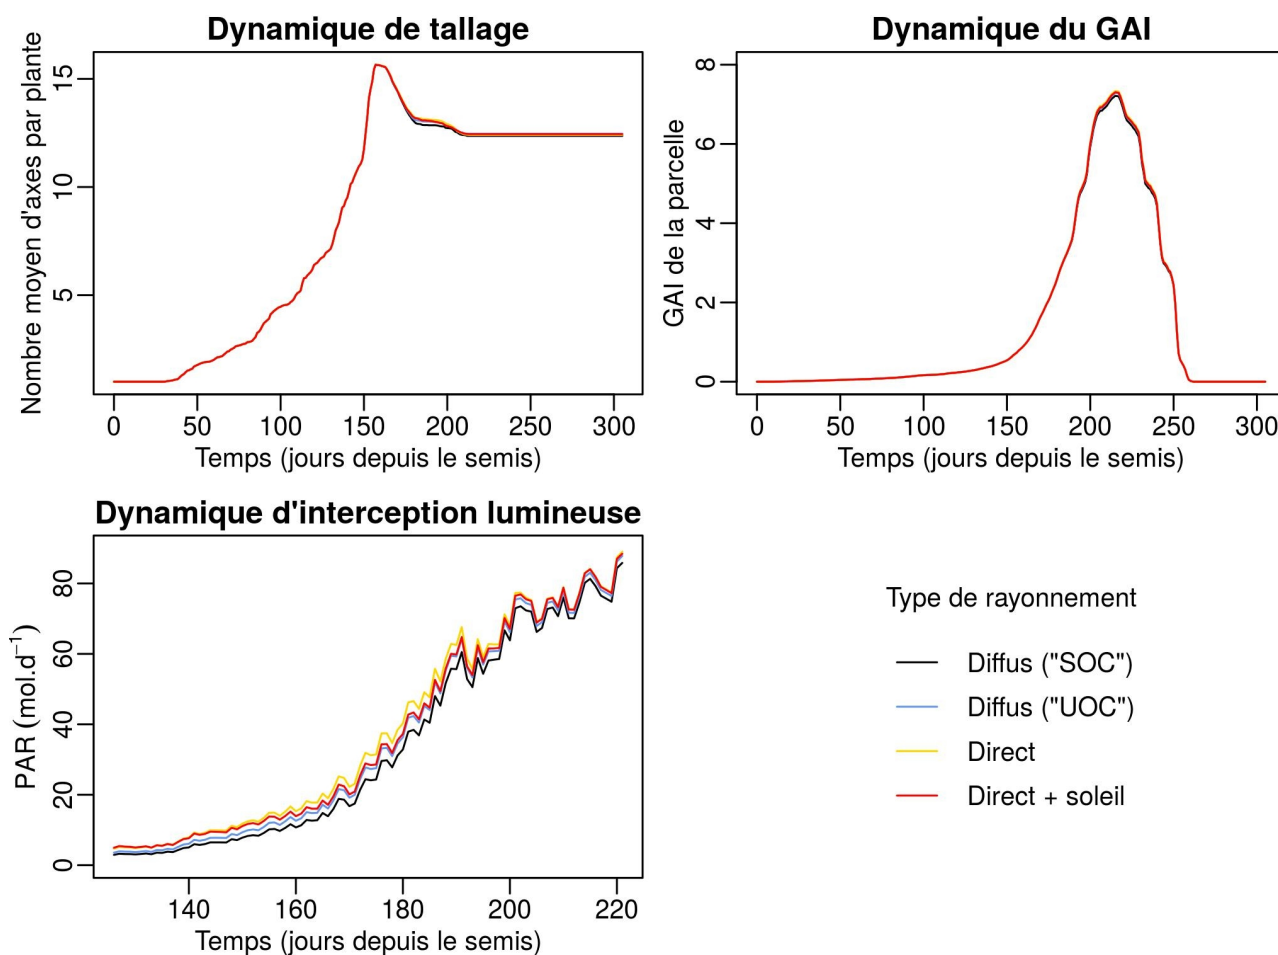 Dynamique de tallage
Nombre moyen d'axes par plante
5
10
15
0 50 100 150 200 250 300
Temps (jours depuis le semis)
Dynamique du GAI
GAI de la parcelle
0
2
4
6
8
0 50 100 150 200 250 300
Temps (jours depuis le semis)
Dynamique d'interception lumineuse
PAR (mol.d⁻¹)
0
20
40
60
80
140 160 180 200 220
Temps (jours depuis le semis)
Type de rayonnement
Diffus ("SOC")
Diffus ("UOC")
Direct
Direct + soleil